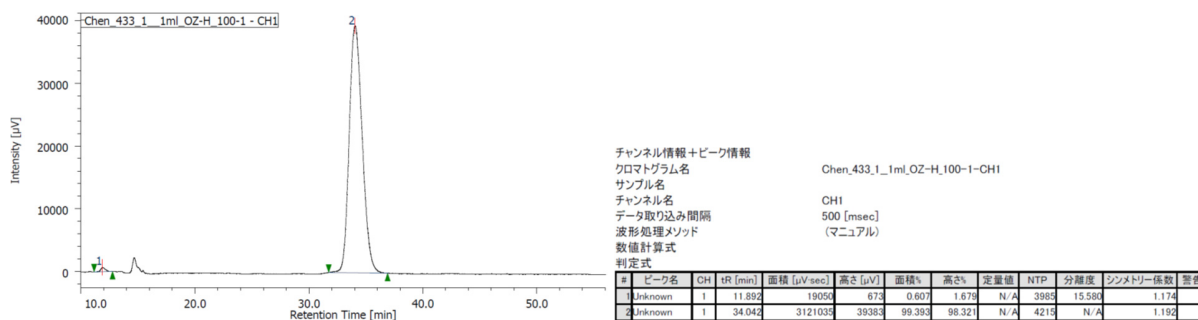 Chen_433_1__1ml_OZ-H_100-1 - CH1
40000
30000
20000
10000
0
Intensity [μV]
1
2
10.0 20.0 30.0 40.0 50.0
Retention Time [min]
チャンネル情報+ピーク情報
クロマトグラム名 Chen_433_1__1ml_OZ-H_100-1-CH1
サンプル名
チャンネル名 CH1
データ取り込み間隔 500 [msec]
波形処理メソッド (マニュアル)
数値計算式
判定式
# ピーク名 CH tR [min] 面積 [μV·sec] 高さ [μV] 面積% 高さ% 定量値 NTP 分離度 シンメトリー係数 警告
1 Unknown 1 11.892 19050 673 0.607 1.679 N/A 3985 15.580 1.174
2 Unknown 1 34.042 3121035 39383 99.393 98.321 N/A 4215 N/A 1.192